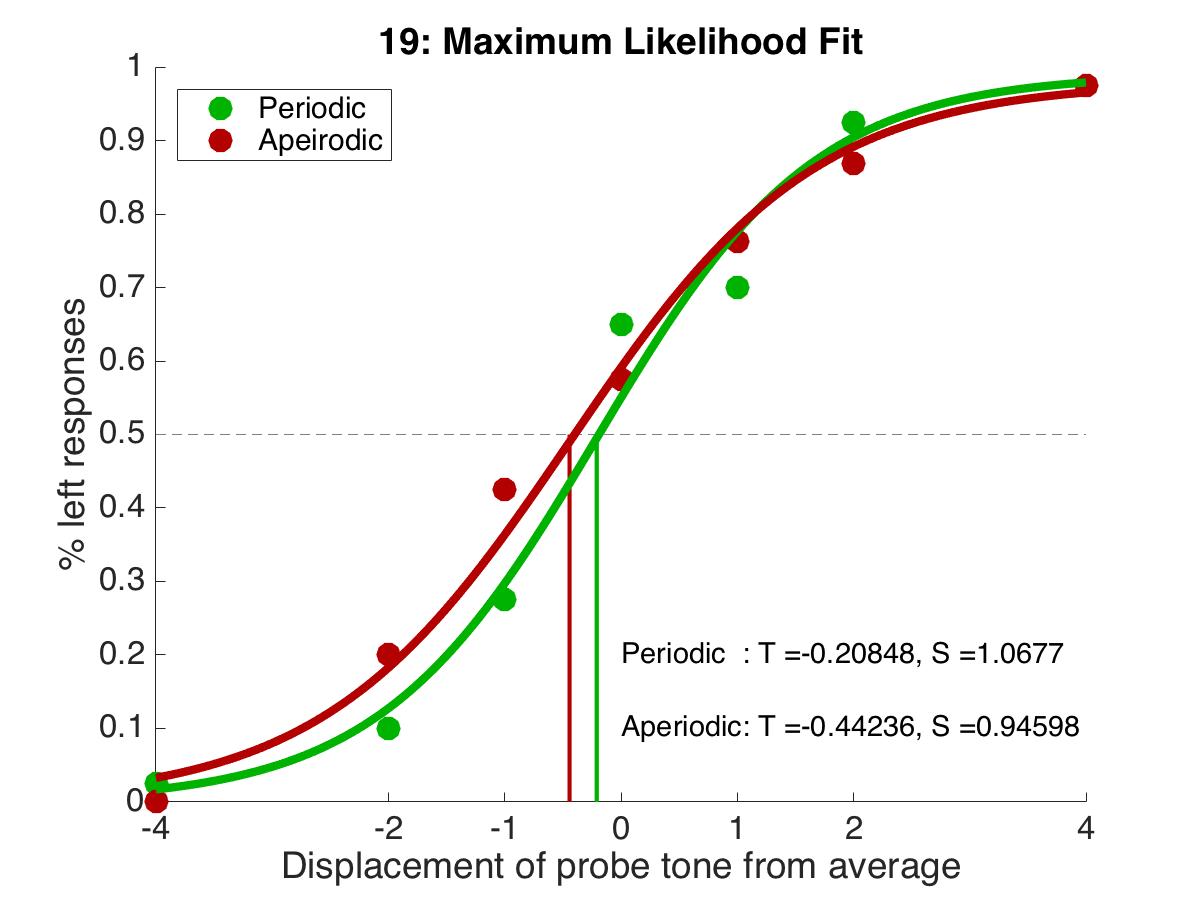 19: Maximum Likelihood Fit
1
Periodic
Apeirodic
0.9
0.8
0.7
0.6
0.5
0.4
0.3
0.2
0.1
0
% left responses
Periodic : T =-0.20848, S =1.0677
Aperiodic: T =-0.44236, S =0.94598
-4 -2 -1 0 1 2 4
Displacement of probe tone from average